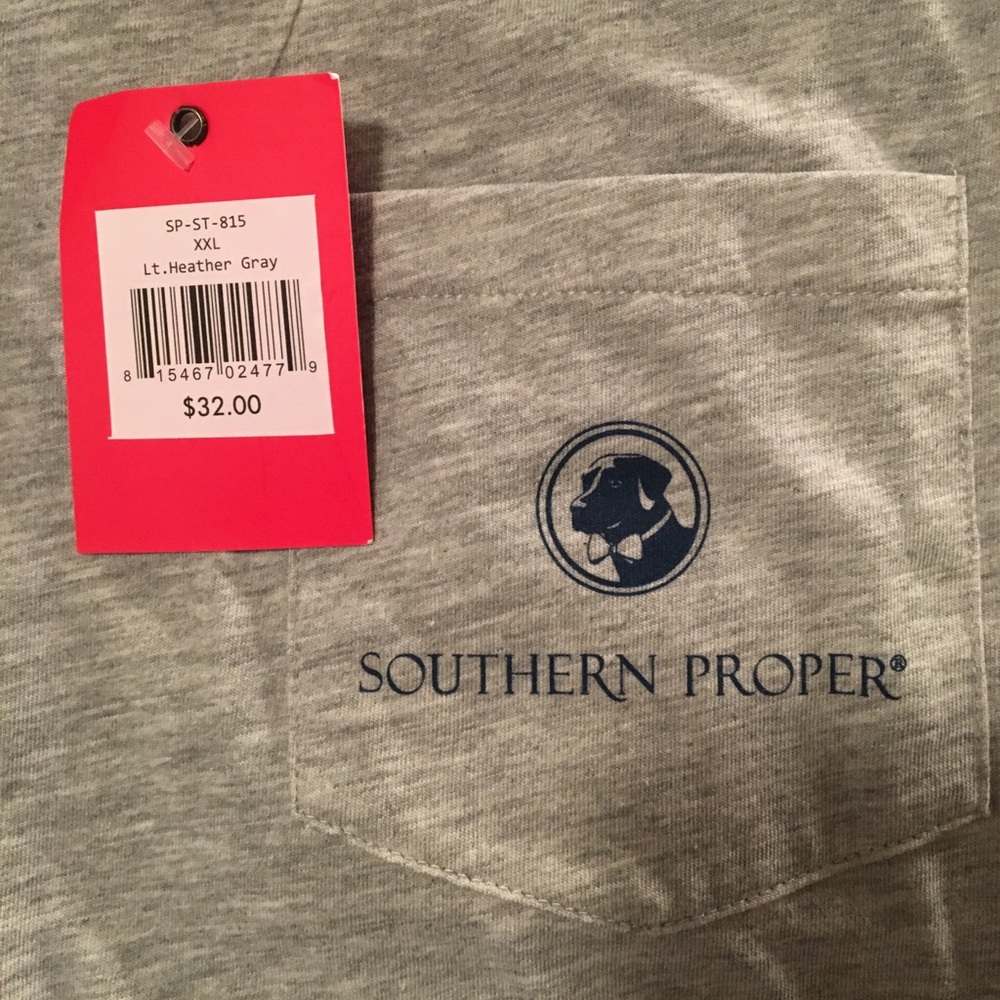 SP-ST-815
XXL
Lt.Heather Gray
8 15467 02477 9
$32.00
SOUTHERN PROPER®